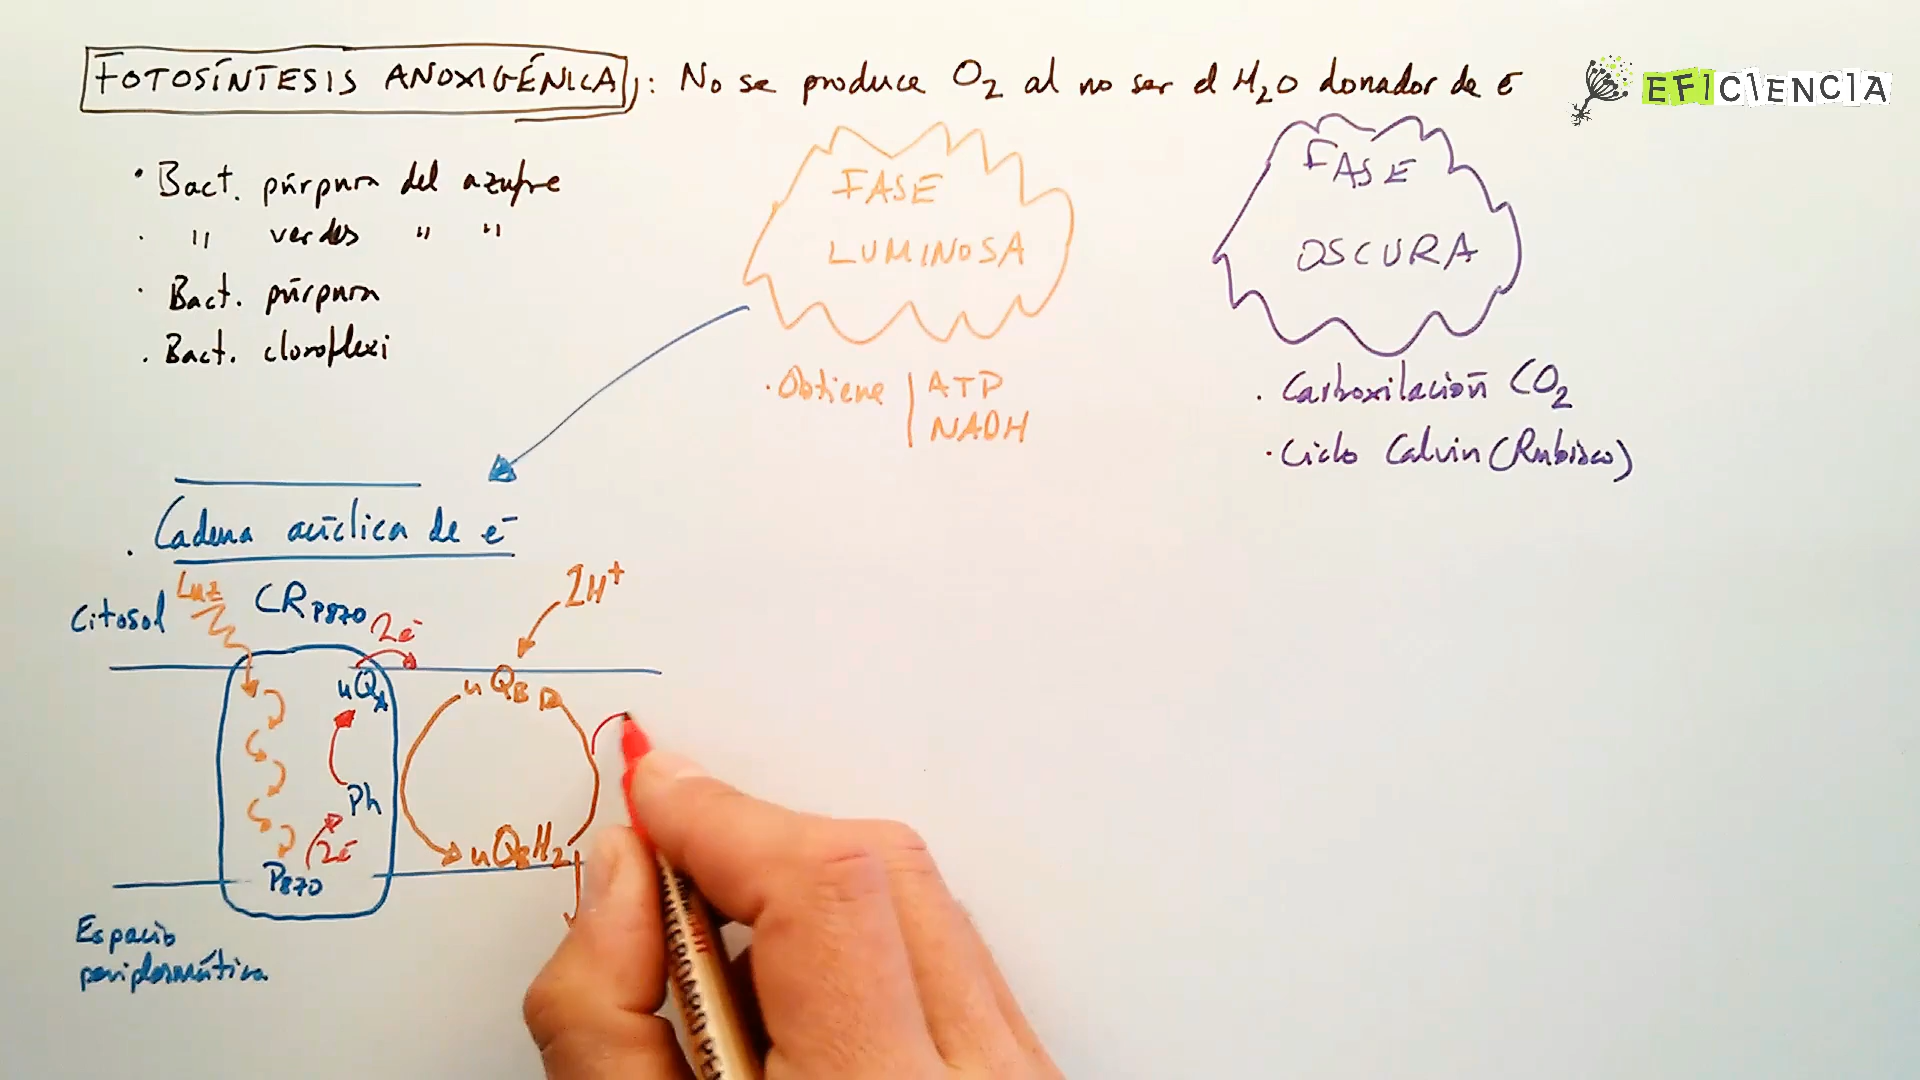 FOTOSÍNTESIS ANOXIGÉNICA: No se produce O2 al no ser el H2O donador de e-
EFICIENCIA
• Bact. púrpura del azufre
· " verdes " "
· Bact. púrpura
. Bact. cloroflexi
FASE
LUMINOSA
· Obtiene | ATP
NADH
FASE
OSCURA
· Carboxilación CO2
· Ciclo Calvin (Rubisco)
. Cadena acíclica de e-
Citosol
Luz
CR P870
2e-
2H+
uQA
uQB
Ph
2e-
uQBH2
P870
Espacio
periplasmático